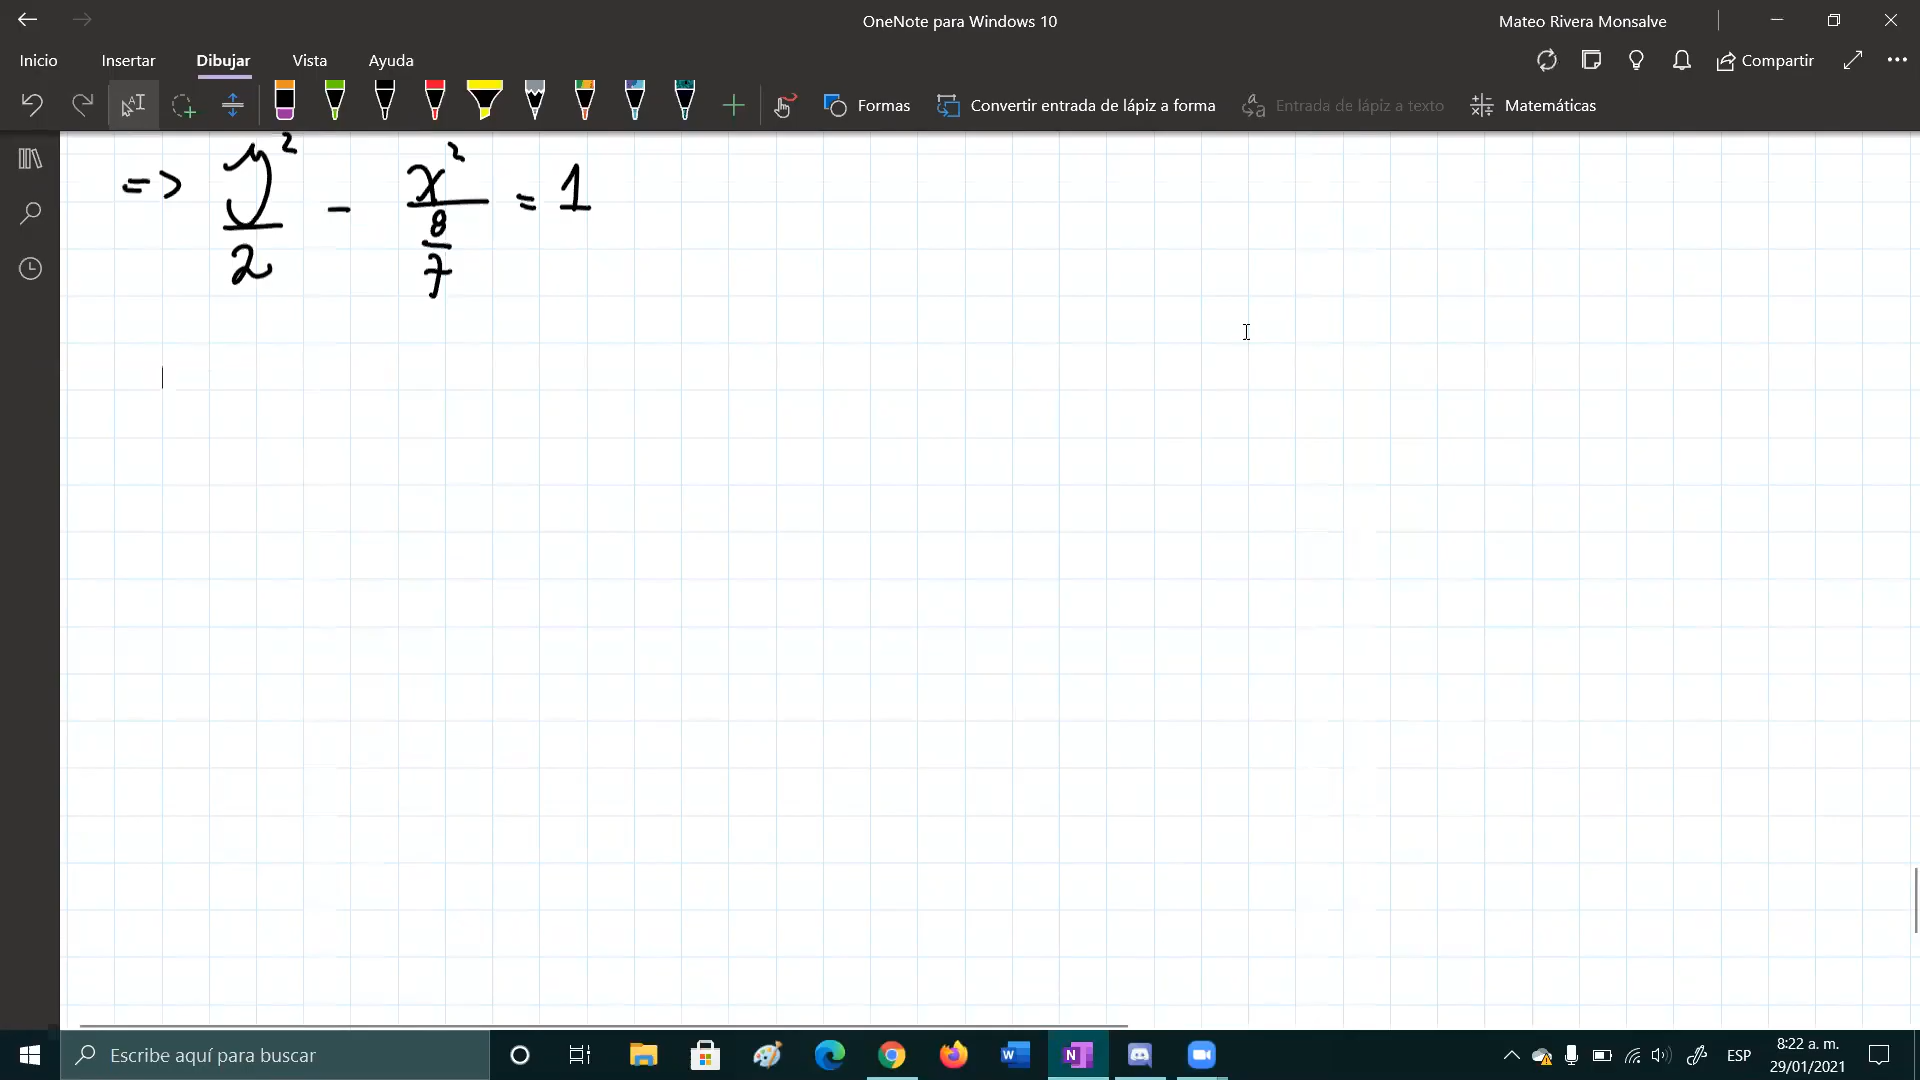 OneNote para Windows 10
Mateo Rivera Monsalve
Inicio Insertar Dibujar Vista Ayuda
Compartir
Formas Convertir entrada de lápiz a forma Entrada de lápiz a texto Matemáticas
=> y²/2 - x²/(8/7) = 1
Escribe aquí para buscar
ESP
8:22 a. m.
29/01/2021